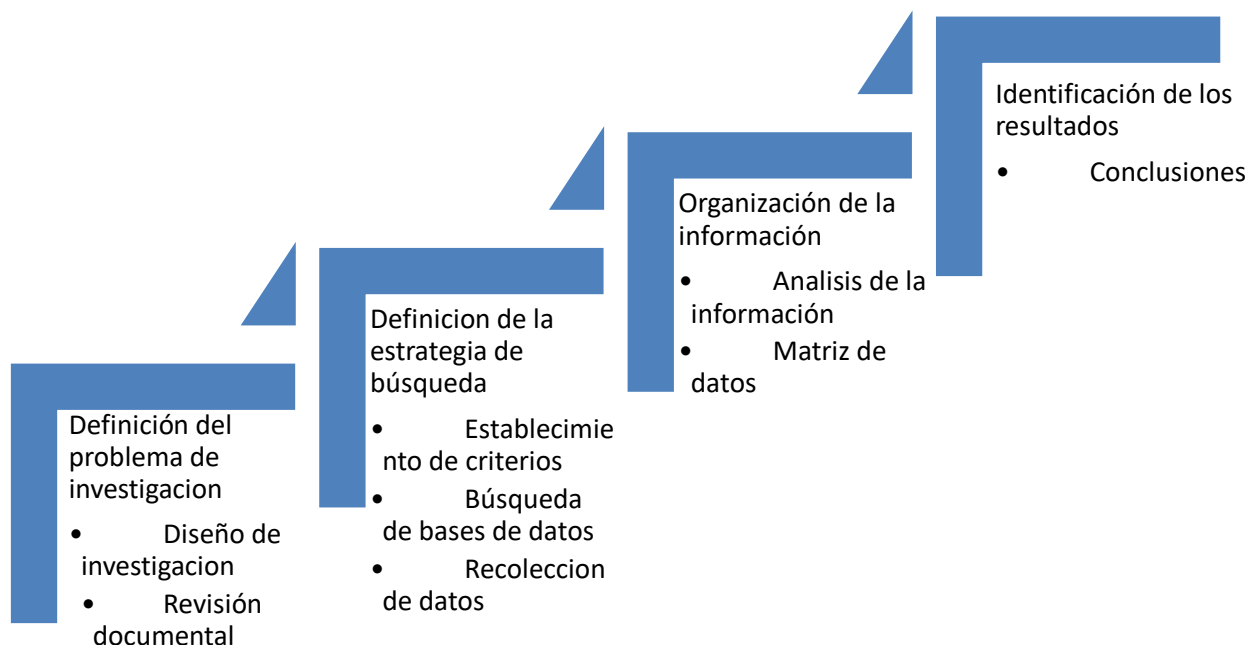 Definición del
problema de
investigacion
• Diseño de
investigacion
• Revisión
documental
Definicion de la
estrategia de
búsqueda
• Establecimie
nto de criterios
• Búsqueda
de bases de datos
• Recoleccion
de datos
Organización de la
información
• Analisis de la
información
• Matriz de
datos
Identificación de los
resultados
• Conclusiones